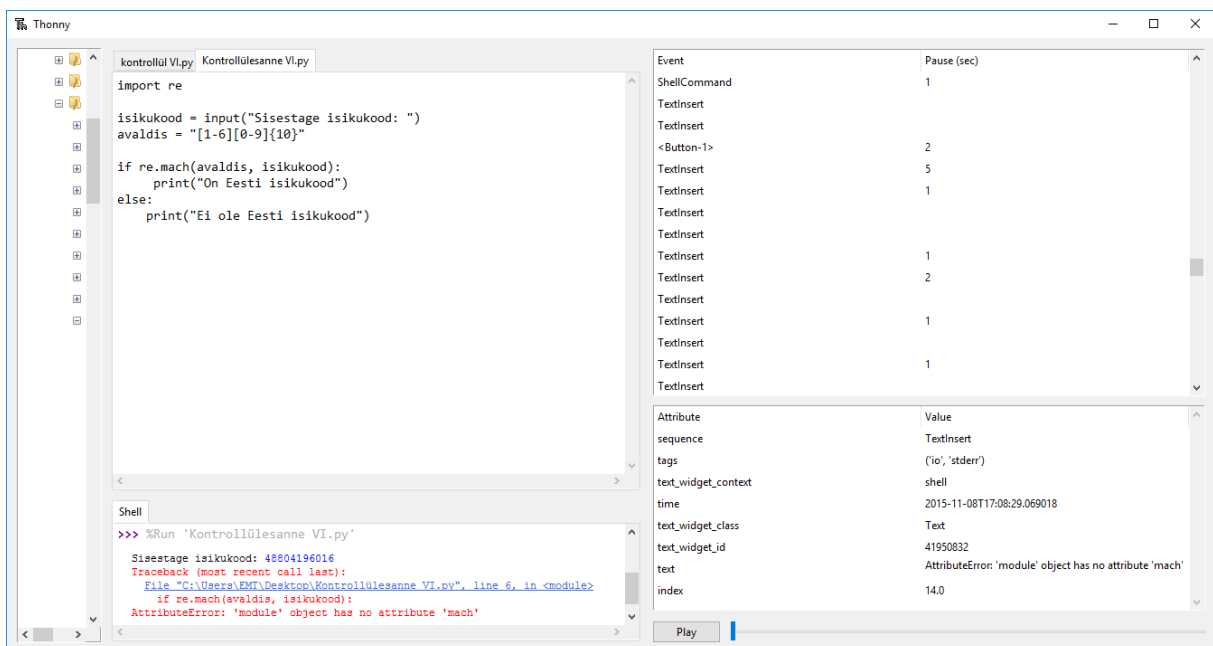 Thonny
kontrollül VI.py
Kontrollülesanne VI.py
import re
isikukood = input("Sisestage isikukood: ")
avaldis = "[1-6][0-9]{10}"
if re.mach(avaldis, isikukood):
print("On Eesti isikukood")
else:
print("Ei ole Eesti isikukood")
Shell
>>> %Run 'Kontrollülesanne VI.py'
Sisestage isikukood: 48804196016
Traceback (most recent call last):
File "C:\Users\EMT\Desktop\Kontrollülesanne VI.py", line 6, in <module>
if re.mach(avaldis, isikukood):
AttributeError: 'module' object has no attribute 'mach'
Event Pause (sec)
ShellCommand 1
TextInsert
TextInsert
<Button-1> 2
TextInsert 5
TextInsert 1
TextInsert
TextInsert
TextInsert 1
TextInsert 2
TextInsert
TextInsert 1
TextInsert
TextInsert 1
TextInsert
Attribute Value
sequence TextInsert
tags ('io', 'stderr')
text_widget_context shell
time 2015-11-08T17:08:29.069018
text_widget_class Text
text_widget_id 41950832
text AttributeError: 'module' object has no attribute 'mach'
index 14.0
Play